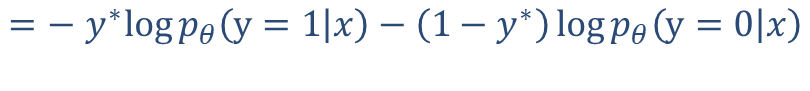 = − y*log p_θ(y = 1|x) − (1 − y*) log p_θ(y = 0|x)